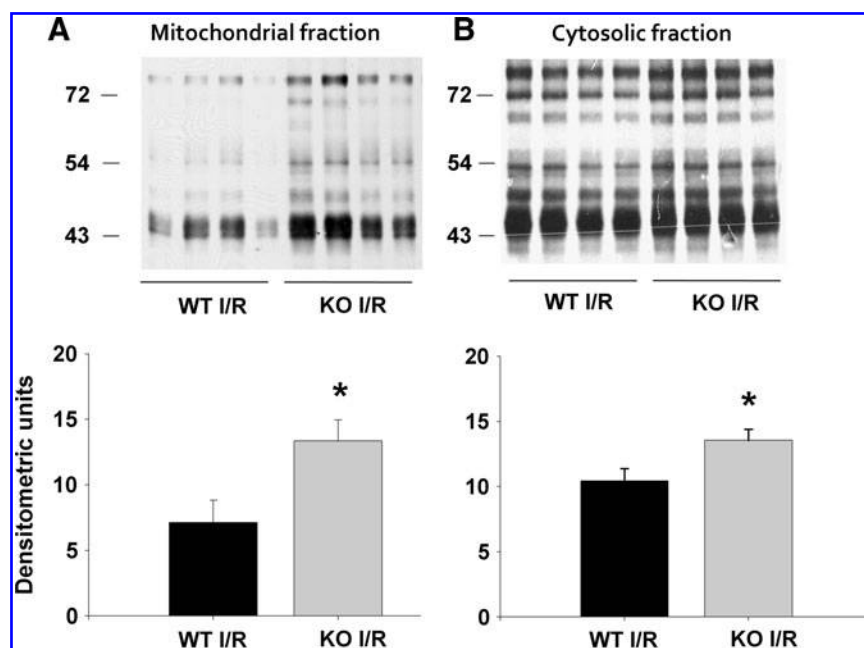 A Mitochondrial fraction
72
54
43
WT I/R KO I/R
B Cytosolic fraction
72
54
43
WT I/R KO I/R
Densitometric units
20
15
10
5
0
*
WT I/R KO I/R
20
15
10
5
0
*
WT I/R KO I/R